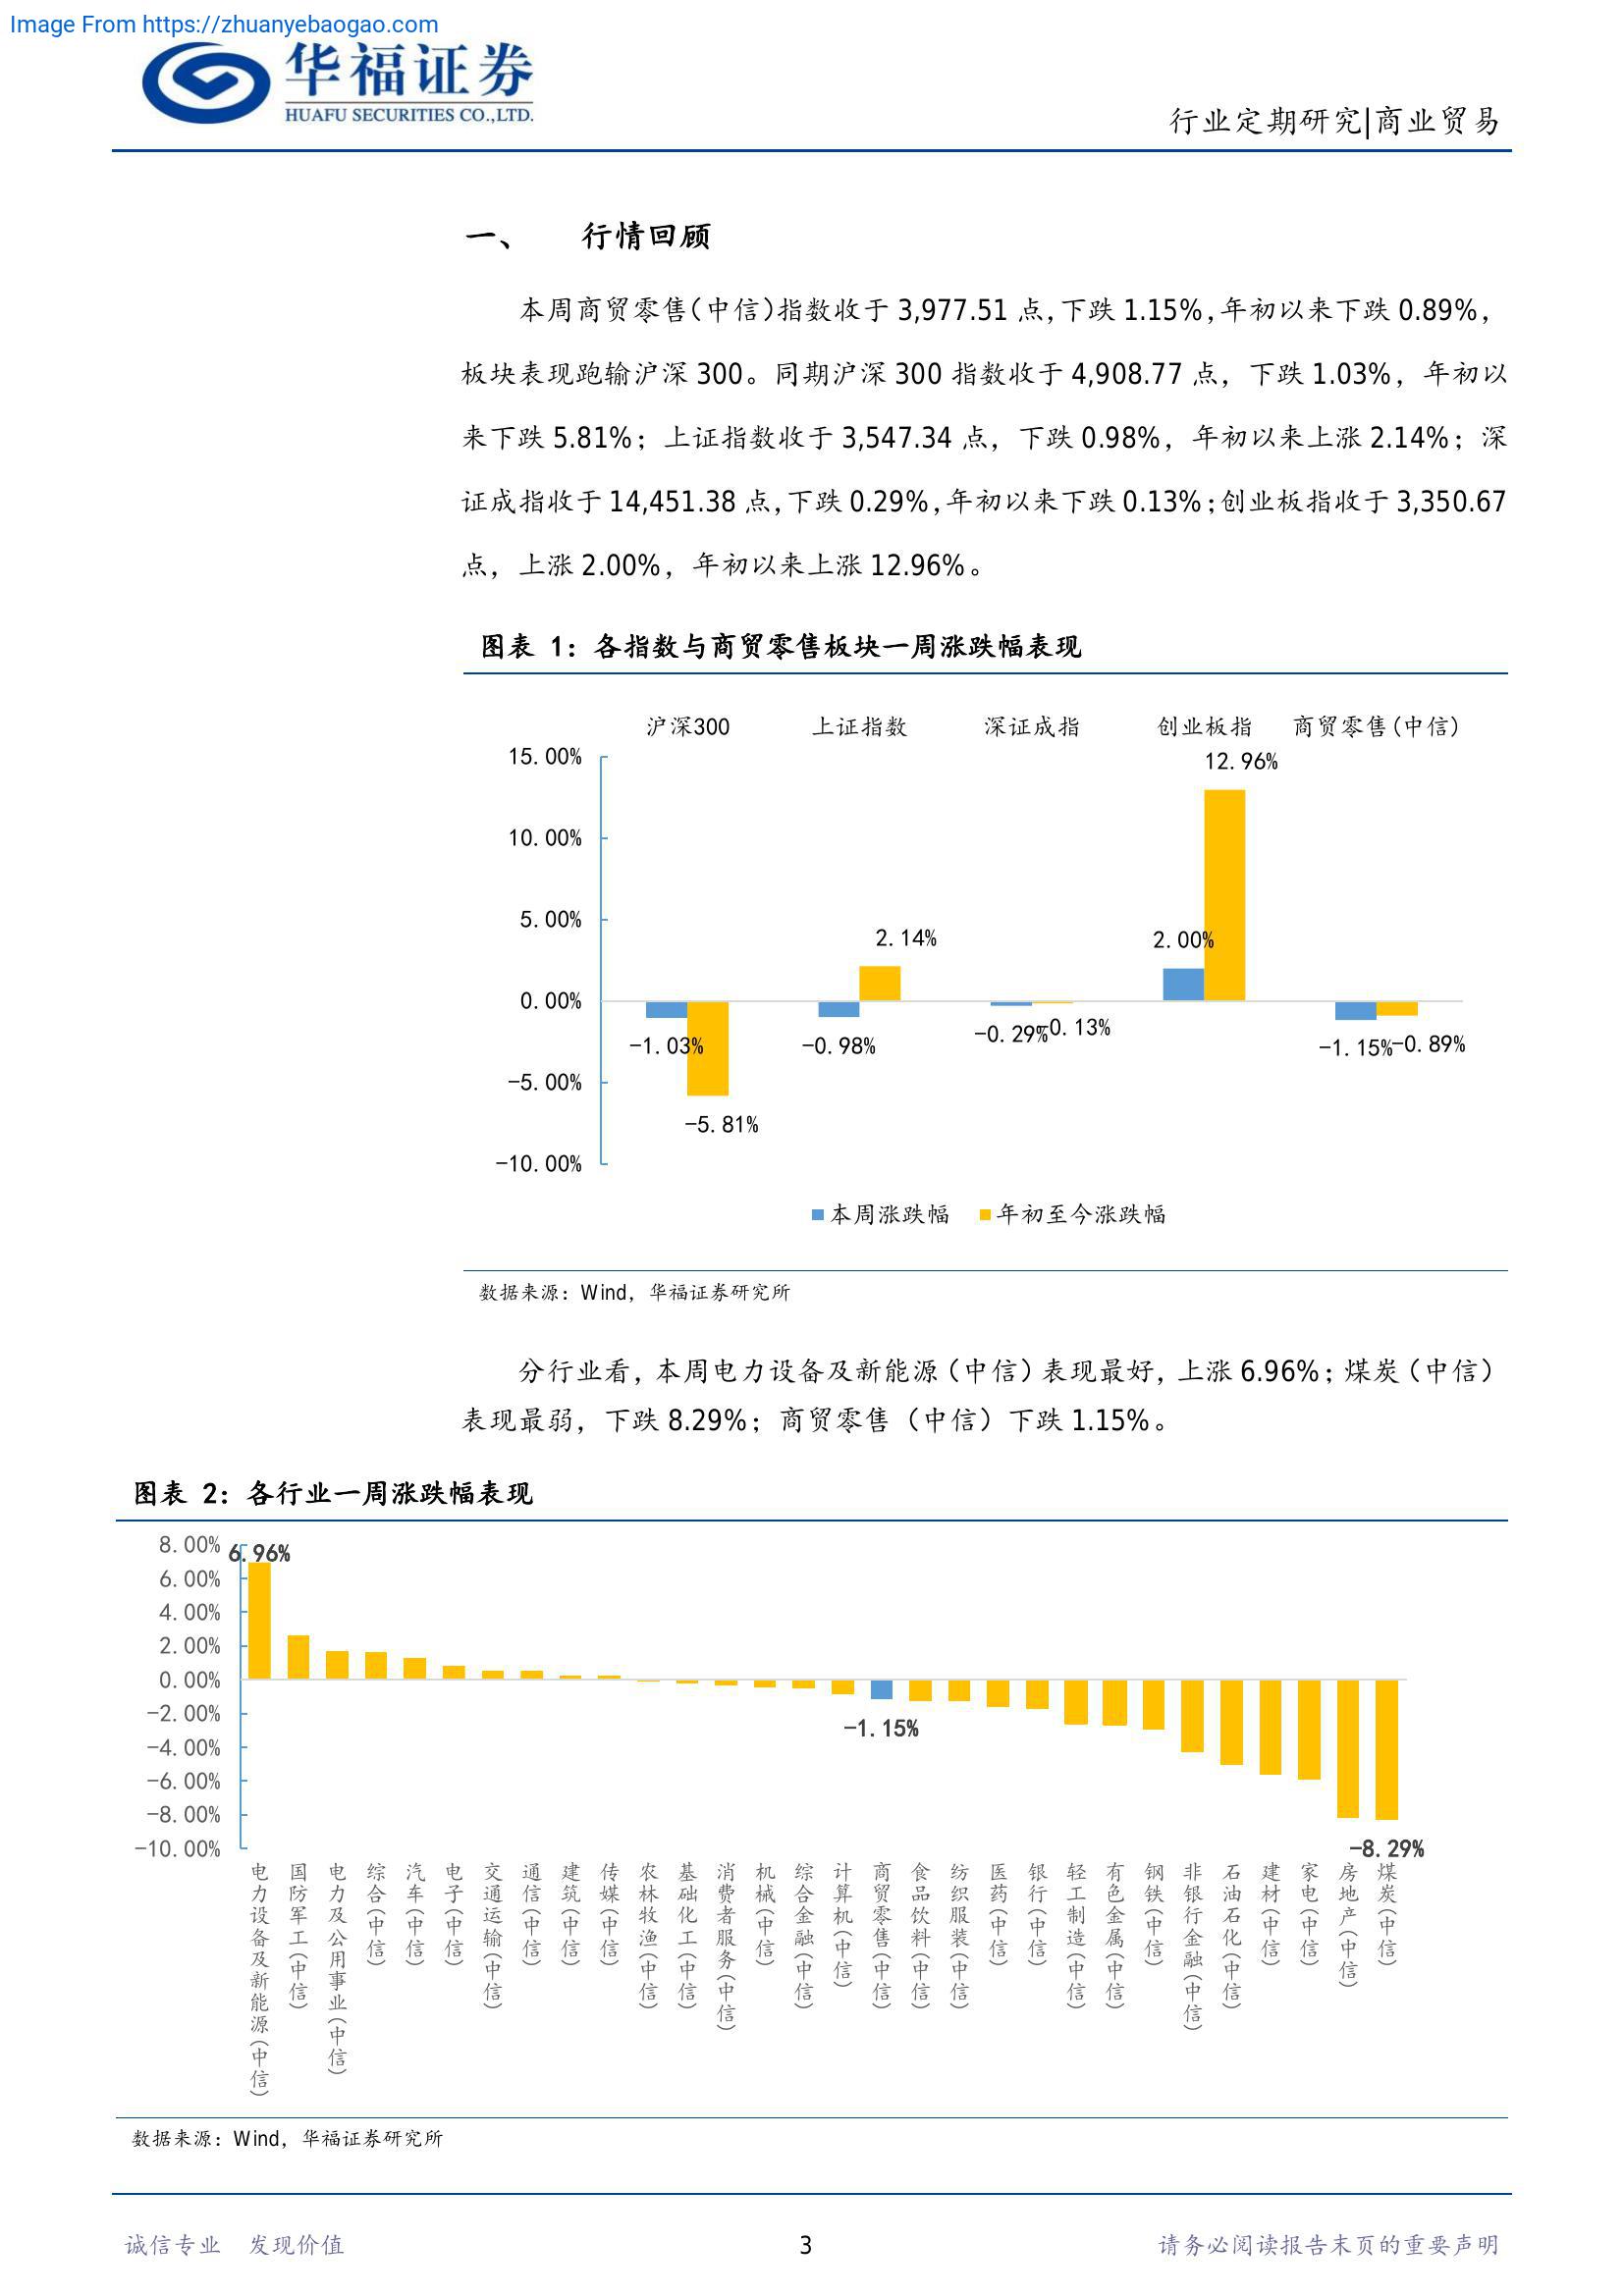 Image From https://zhuanyebaogao.com
华福证券
HUAFU SECURITIES CO.,LTD.
行业定期研究|商业贸易
一、 行情回顾
本周商贸零售(中信)指数收于 3,977.51 点,下跌 1.15%,年初以来下跌 0.89%,
板块表现跑输沪深 300。同期沪深 300 指数收于 4,908.77 点，下跌 1.03%，年初以
来下跌 5.81%；上证指数收于 3,547.34 点，下跌 0.98%，年初以来上涨 2.14%；深
证成指收于 14,451.38 点,下跌 0.29%,年初以来下跌 0.13%;创业板指收于 3,350.67
点，上涨 2.00%，年初以来上涨 12.96%。
图表 1：各指数与商贸零售板块一周涨跌幅表现
沪深300 上证指数 深证成指 创业板指 商贸零售(中信)
15.00%
12.96%
10.00%
5.00%
2.14%
2.00%
0.00%
-1.03%
-0.98%
-0.29%
-0.13%
-1.15%
-0.89%
-5.00%
-5.81%
-10.00%
本周涨跌幅 年初至今涨跌幅
数据来源：Wind，华福证券研究所
分行业看，本周电力设备及新能源（中信）表现最好，上涨 6.96%；煤炭（中信）
表现最弱，下跌 8.29%；商贸零售（中信）下跌 1.15%。
图表 2：各行业一周涨跌幅表现
8.00%
6.96%
6.00%
4.00%
2.00%
0.00%
-2.00%
-1.15%
-4.00%
-6.00%
-8.00%
-10.00%
-8.29%
电力设备及新能源(中信)
国防军工(中信)
电力及公用事业(中信)
综合(中信)
汽车(中信)
电子(中信)
交通运输(中信)
通信(中信)
建筑(中信)
传媒(中信)
农林牧渔(中信)
基础化工(中信)
消费者服务(中信)
机械(中信)
综合金融(中信)
计算机(中信)
商贸零售(中信)
食品饮料(中信)
纺织服装(中信)
医药(中信)
银行(中信)
轻工制造(中信)
有色金属(中信)
钢铁(中信)
非银行金融(中信)
石油石化(中信)
建材(中信)
家电(中信)
房地产(中信)
煤炭(中信)
数据来源：Wind，华福证券研究所
诚信专业 发现价值
3
请务必阅读报告末页的重要声明